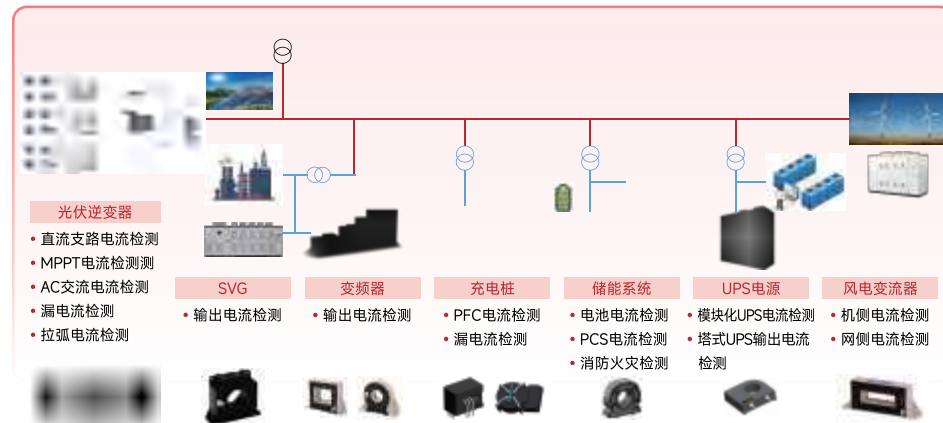 光伏逆变器
• 直流支路电流检测
• MPPT电流检测测
• AC交流电流检测
• 漏电流检测
• 拉弧电流检测
SVG
• 输出电流检测
变频器
• 输出电流检测
充电桩
• PFC电流检测
• 漏电流检测
储能系统
• 电池电流检测
• PCS电流检测
• 消防火灾检测
UPS电源
• 模块化UPS电流检测
• 塔式UPS输出电流
检测
风电变流器
• 机侧电流检测
• 网侧电流检测